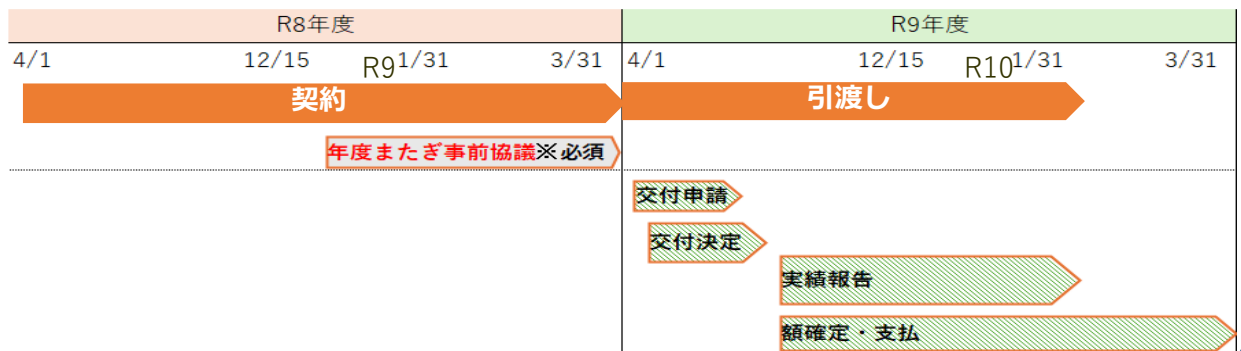 R8年度 R9年度
4/1 12/15 R9 1/31 3/31 4/1 12/15 R10 1/31 3/31
契約 引渡し
年度またぎ事前協議※必須
交付申請
交付決定
実績報告
額確定・支払